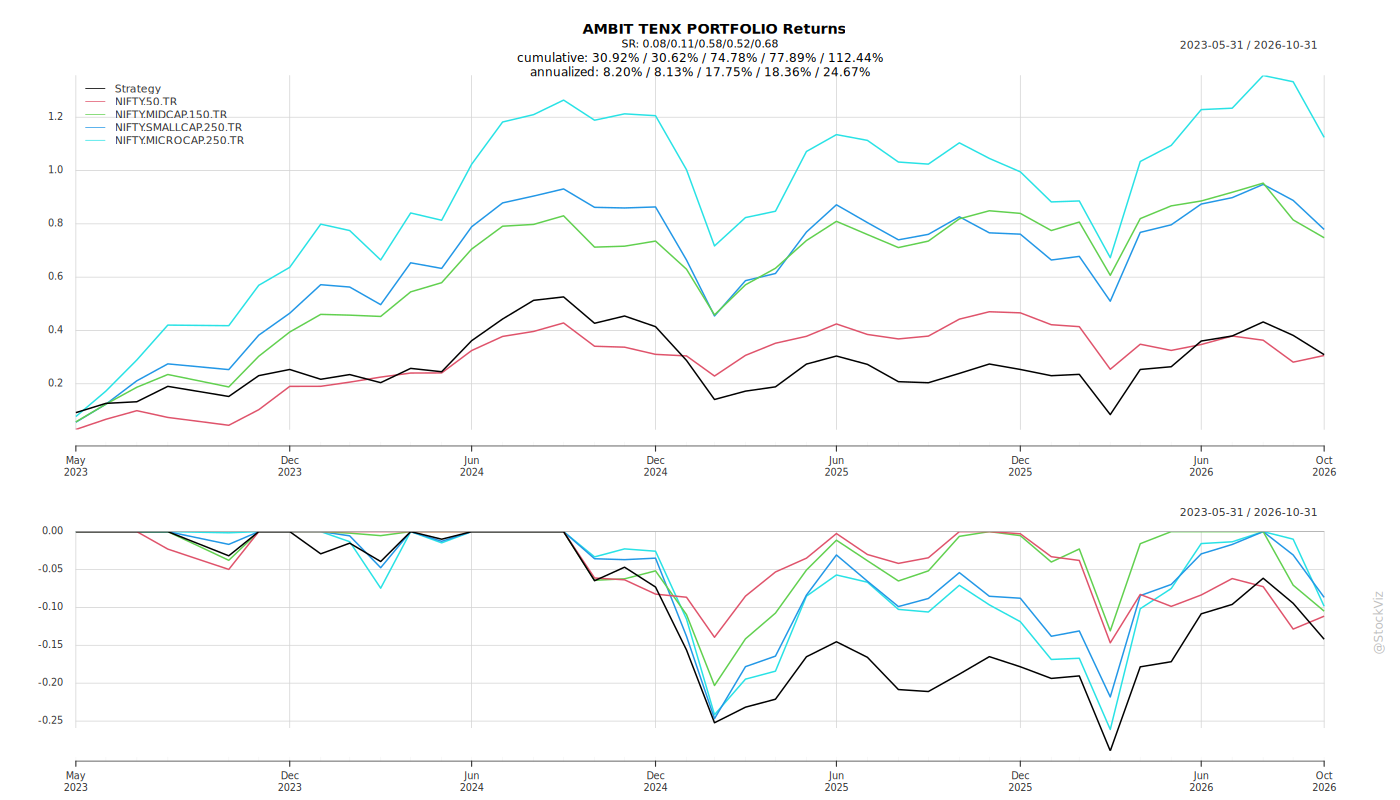 AMBIT TENX PORTFOLIO Returns
SR: 0.08/0.11/0.58/0.52/0.68
2023-05-31 / 2026-10-31
cumulative: 30.92% / 30.62% / 74.78% / 77.89% / 112.44%
annualized: 8.20% / 8.13% / 17.75% / 18.36% / 24.67%
Strategy
NIFTY.50.TR
NIFTY.MIDCAP.150.TR
NIFTY.SMALLCAP.250.TR
NIFTY.MICROCAP.250.TR
1.2
1.0
0.8
0.6
0.4
0.2
May Dec Jun Dec Jun Dec Jun Oct
2023 2023 2024 2024 2025 2025 2026 2026
2023-05-31 / 2026-10-31
0.00
-0.05
-0.10
-0.15
-0.20
-0.25
May Dec Jun Dec Jun Dec Jun Oct
2023 2023 2024 2024 2025 2025 2026 2026
@StockViz